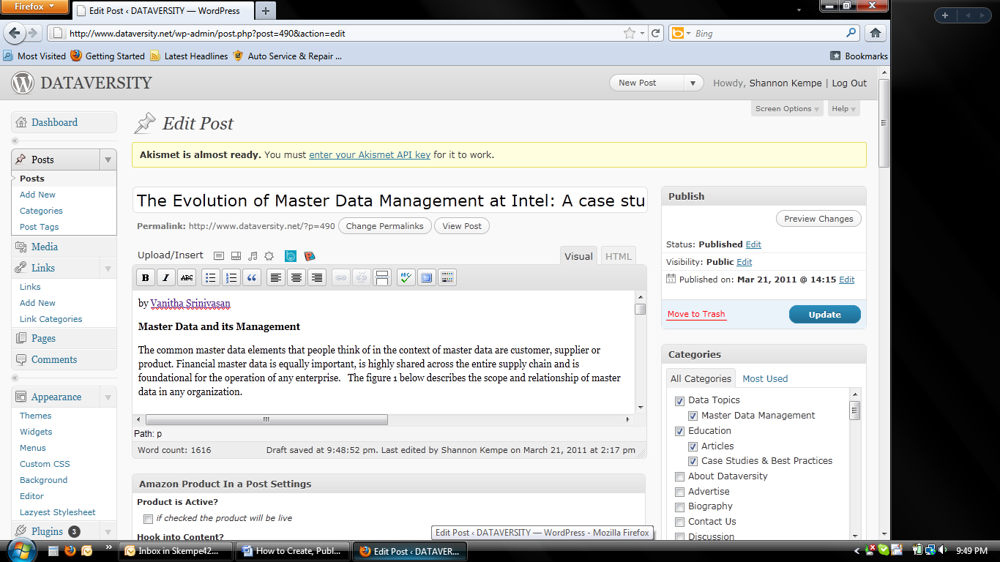 Firefox
Edit Post ‹ DATAVERSITY — WordPress
http://www.dataversity.net/wp-admin/post.php?post=490&action=edit
Bing
Most Visited
Getting Started
Latest Headlines
Auto Service & Repair ...
Bookmarks
DATAVERSITY
New Post
Howdy, Shannon Kempe | Log Out
Screen Options
Help
Dashboard
Posts
Posts
Add New
Categories
Post Tags
Media
Links
Links
Add New
Link Categories
Pages
Comments
Appearance
Themes
Widgets
Menus
Custom CSS
Background
Editor
Lazyest Stylesheet
Plugins 3
Edit Post
Akismet is almost ready. You must enter your Akismet API key for it to work.
The Evolution of Master Data Management at Intel: A case stu
Permalink: http://www.dataversity.net/?p=490
Change Permalinks
View Post
Upload/Insert
Visual
HTML
B
I
ABC
ABC
by Vanitha Srinivasan
Master Data and its Management
The common master data elements that people think of in the context of master data are customer, supplier or
product. Financial master data is equally important, is highly shared across the entire supply chain and is
foundational for the operation of any enterprise.   The figure 1 below describes the scope and relationship of master
data in any organization.
Path: p
Word count: 1616
Draft saved at 9:48:52 pm. Last edited by Shannon Kempe on March 21, 2011 at 2:17 pm
Amazon Product In a Post Settings
Product is Active?
if checked the product will be live
Hook into Content?
Publish
Preview Changes
Status: Published Edit
Visibility: Public Edit
Published on: Mar 21, 2011 @ 14:15 Edit
Move to Trash
Update
Categories
All Categories
Most Used
Data Topics
Master Data Management
Education
Articles
Case Studies & Best Practices
About Dataversity
Advertise
Biography
Contact Us
Discussion
Edit Post ‹ DATAVERSITY — WordPress - Mozilla Firefox
Inbox in Skempe42...
How to Create, Publ...
Edit Post ‹ DATAVER...
9:49 PM